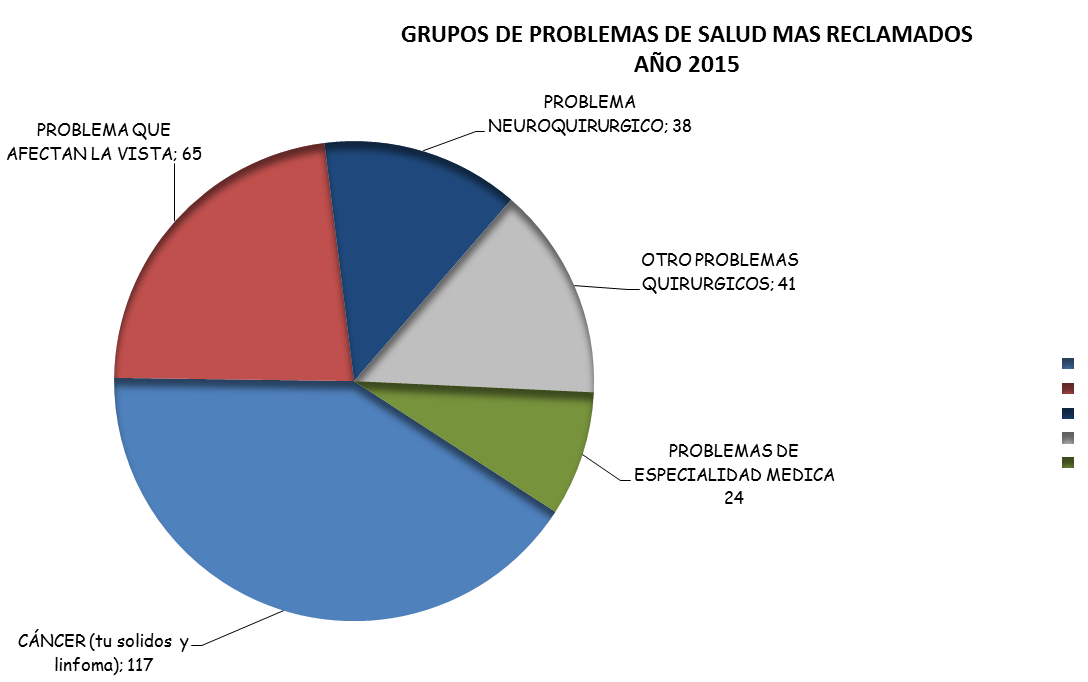 GRUPOS DE PROBLEMAS DE SALUD MAS RECLAMADOS
AÑO 2015
PROBLEMA
NEUROQUIRURGICO; 38
PROBLEMA QUE
AFECTAN LA VISTA; 65
OTRO PROBLEMAS
QUIRURGICOS; 41
PROBLEMAS DE
ESPECIALIDAD MEDICA
24
CÁNCER (tu solidos y
linfoma); 117